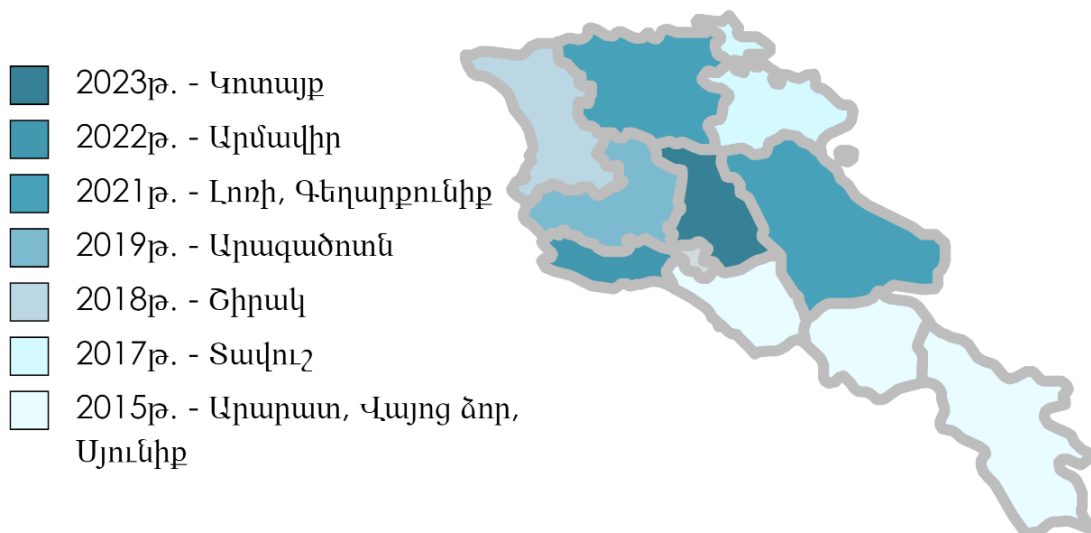 2023թ. - Կոտայք
2022թ. - Արմավիր
2021թ. - Լոռի, Գեղարքունիք
2019թ. - Արագածոտն
2018թ. - Շիրակ
2017թ. - Տավուշ
2015թ. - Արարատ, Վայոց ձոր,
Սյունիք